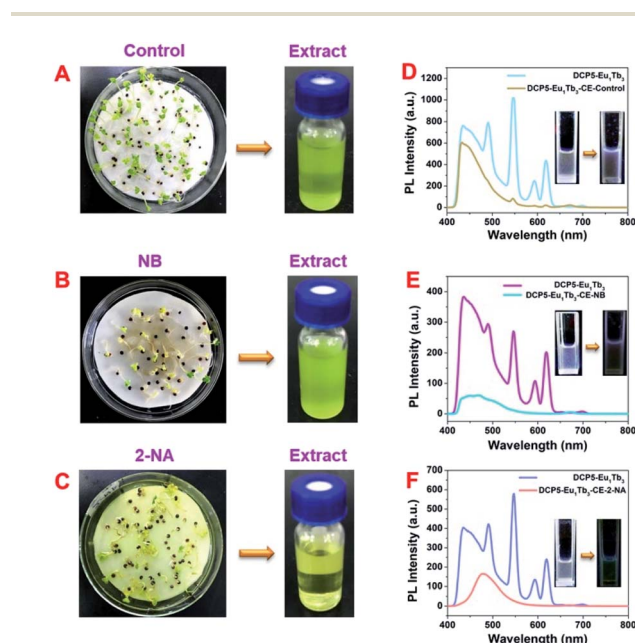 Control
Extract
A
NB
Extract
B
2-NA
Extract
C
D
DCP5-Eu₁Tb₃
DCP5-Eu₁Tb₃-CE-Control
PL Intensity (a.u.)
1200
1000
800
600
400
200
0
400 500 600 700 800
Wavelength (nm)
E
DCP5-Eu₁Tb₃
DCP5-Eu₁Tb₃-CE-NB
PL Intensity (a.u.)
400
300
200
100
0
400 500 600 700 800
Wavelength (nm)
F
DCP5-Eu₁Tb₃
DCP5-Eu₁Tb₃-CE-2-NA
PL Intensity (a.u.)
700
600
500
400
300
200
100
0
400 500 600 700 800
Wavelength (nm)